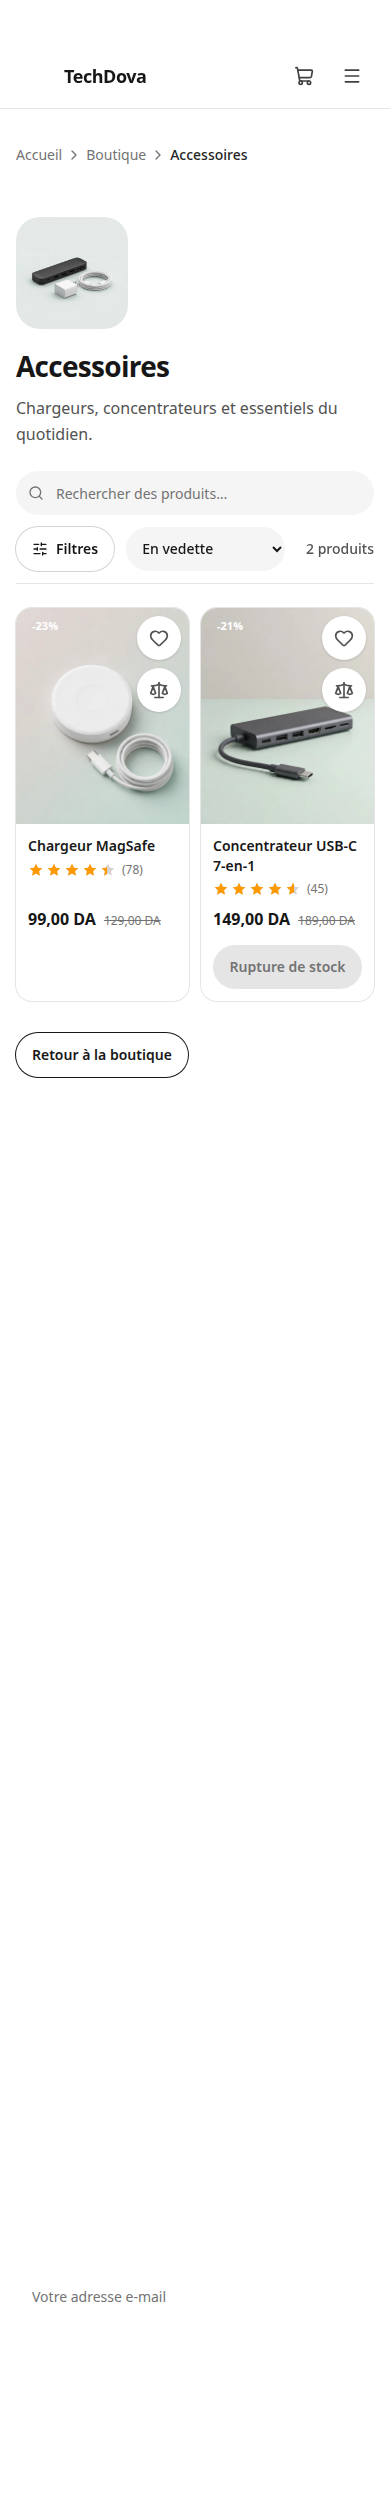 TechDova
Accueil > Boutique > Accessoires
Accessoires
Chargeurs, concentrateurs et essentiels du
quotidien.
Rechercher des produits...
Filtres
En vedette
2 produits
-23%
Chargeur MagSafe
(78)
99,00 DA 129,00 DA
-21%
Concentrateur USB-C
7-en-1
(45)
149,00 DA 189,00 DA
Rupture de stock
Retour à la boutique
Votre adresse e-mail